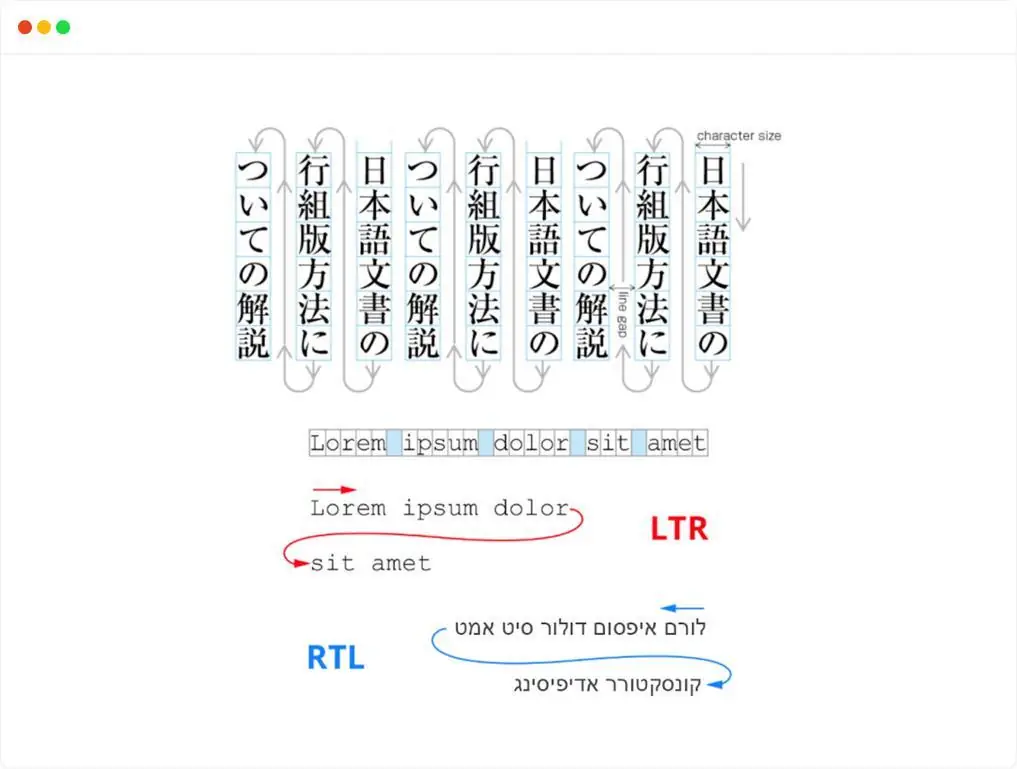 character size
日本語文書の
行組版方法に
line gap
ついての解説
日本語文書の
行組版方法に
ついての解説
日本語文書の
行組版方法に
ついての解説
Lorem ipsum dolor sit amet
Lorem ipsum dolor
sit amet
LTR
לורם איפסום דולור סיט אמט
RTL
קונסקטורר אדיפיסינג